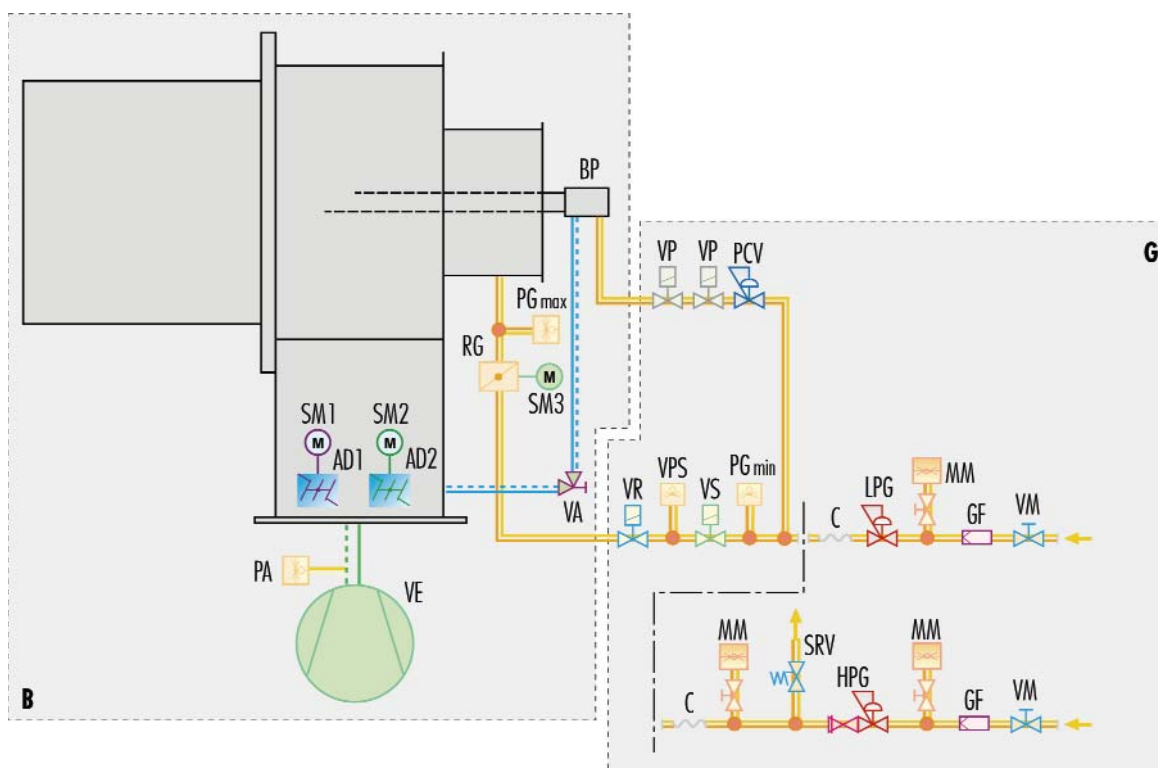 BP
VP VP PCV
G
PG max
RG
M
SM3
SM1 SM2
M M
AD1 AD2
VA
VR VPS VS PG min
C LPG MM GF VM
PA VE
MM SRV HPG MM GF VM
C
B